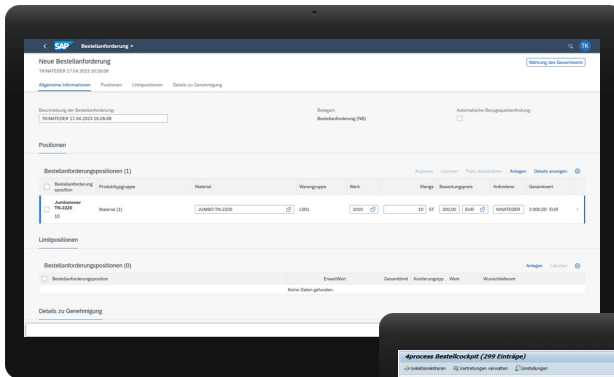 SAP Bestellanforderung
TK
Neue Bestellanforderung
TKINATEDER 17.04.2023 16:26:08
Währung des Gesamtwerts
Allgemeine Informationen Positionen Limitpositionen Details zu Genehmigung
Beschreibung der Bestellanforderung: Belegart: Automatische Bezugsquellenfindung:
TKINATEDER 17.04.2023 16:26:08 Bestellanforderung (NB)
Positionen
Bestellanforderungspositionen (1) Kopieren Löschen Preis aktualisieren Anlegen Details anzeigen
Bestellanforderungsposition Produkttypgruppe Material Warengruppe Werk Menge Bewertungspreis Anforderer Gesamtwert
Jumbotoner TN-2220
10
Material (1) JUMBO-TN-2220 L001 1010 10 ST 200,00 EUR 2.000,00 EUR
Limitpositionen
Bestellanforderungspositionen (0) Anlegen Löschen
Bestellanforderungsposition ErwartWert Gesamtlimit Kontierungstyp Werk Wunschlieferant
Keine Daten gefunden.
Details zu Genehmigung
4process Bestellcockpit (299 Einträge)
Selektionskriterien Vertretungen verwalten Einstellungen